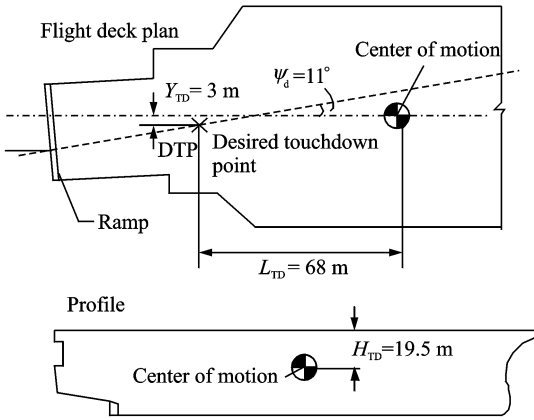 Flight deck plan
Center of motion
ψd=11°
YTD= 3 m
DTP
Desired touchdown
point
Ramp
LTD= 68 m
Profile
HTD=19.5 m
Center of motion